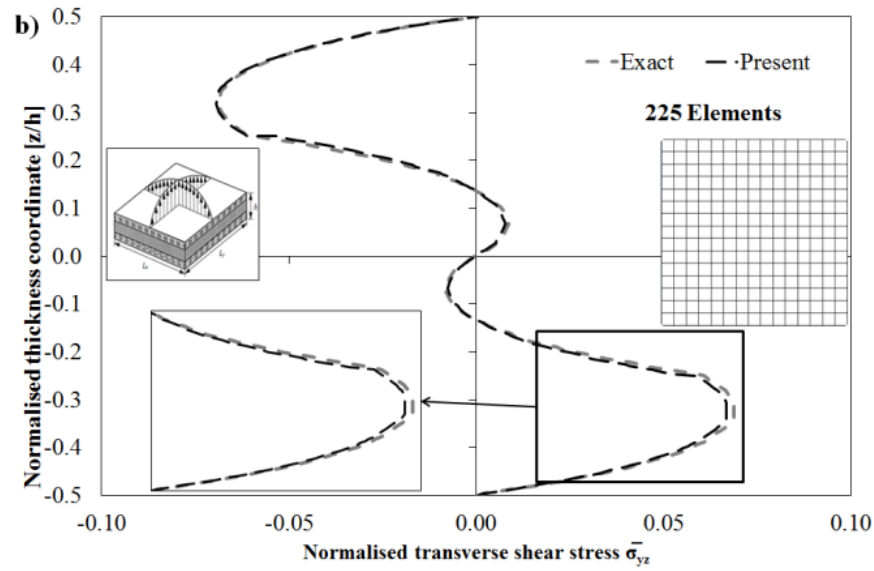 b)
Normalised thickness coordinate [z/h]
0.5
0.4
0.3
0.2
0.1
0.0
-0.1
-0.2
-0.3
-0.4
-0.5
Exact
Present
225 Elements
-0.10
-0.05
0.00
0.05
0.10
Normalised transverse shear stress σ̅yz